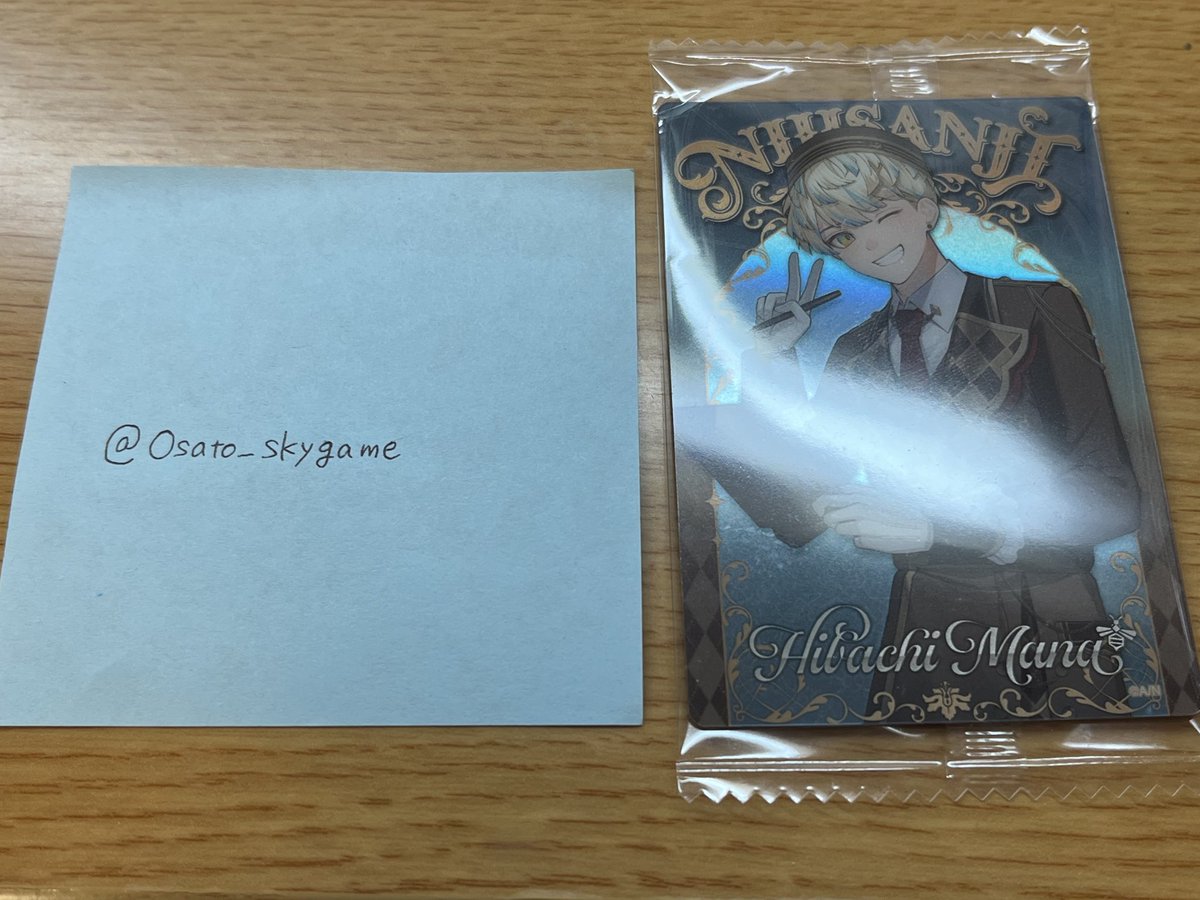 @Osato_skygame
NIJISANJI
Hibachi Mana
©A/N